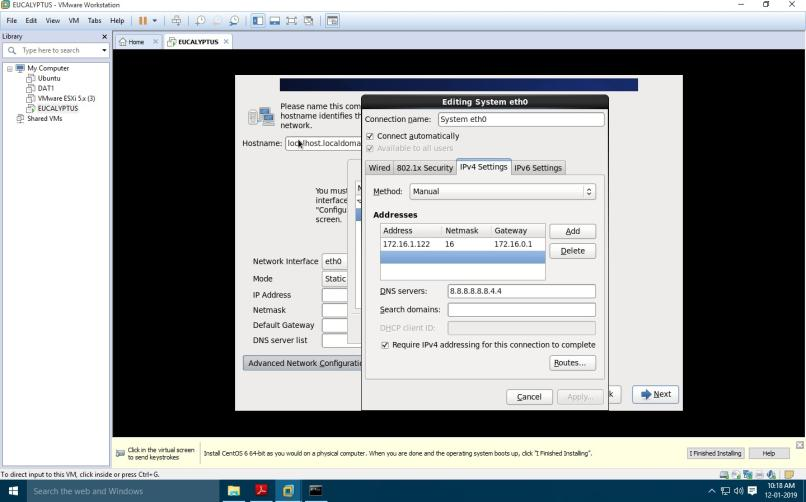 EUCALYPTUS - VMware Workstation
File Edit View VM Tabs Help
Library
Type here to search
My Computer
Ubuntu
DAT1
VMware ESXi 5.x (3)
EUCALYPTUS
Shared VMs
Home
EUCALYPTUS
Please name this com
hostname identifies th
network.
Hostname: localhost.localdoma
You must
interface
"Configu
screen.
Network Interface eth0
Mode Static
IP Address
Netmask
Default Gateway
DNS server list
Advanced Network Configuratio
Editing System eth0
Connection name: System eth0
Connect automatically
Available to all users
Wired 802.1x Security IPv4 Settings IPv6 Settings
Method: Manual
Addresses
Address Netmask Gateway
172.16.1.122 16 172.16.0.1
Add
Delete
DNS servers: 8.8.8.8.8.8.4.4
Search domains:
DHCP client ID:
Require IPv4 addressing for this connection to complete
Routes...
Cancel Apply...
k Next
Click in the virtual screen
to send keystrokes
Install CentOS 6 64-bit as you would on a physical computer. When you are done and the operating system boots up, click "I Finished Installing".
I Finished Installing Help
To direct input to this VM, click inside or press Ctrl+G.
Search the web and Windows
10:18 AM
12-01-2019